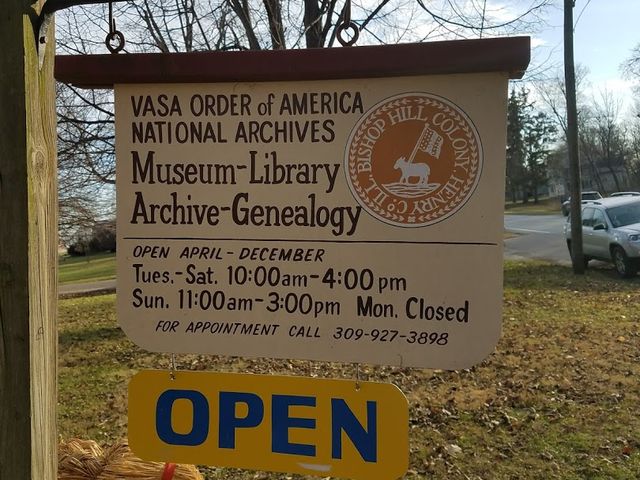 VASA ORDER of AMERICA
NATIONAL ARCHIVES
Museum-Library
Archive-Genealogy
BISHOP HILL COLONY, HENRY Co ILL.
OPEN APRIL - DECEMBER
Tues.-Sat. 10:00am-4:00 pm
Sun. 11:00am-3:00pm Mon. Closed
FOR APPOINTMENT CALL 309-927-3898
OPEN